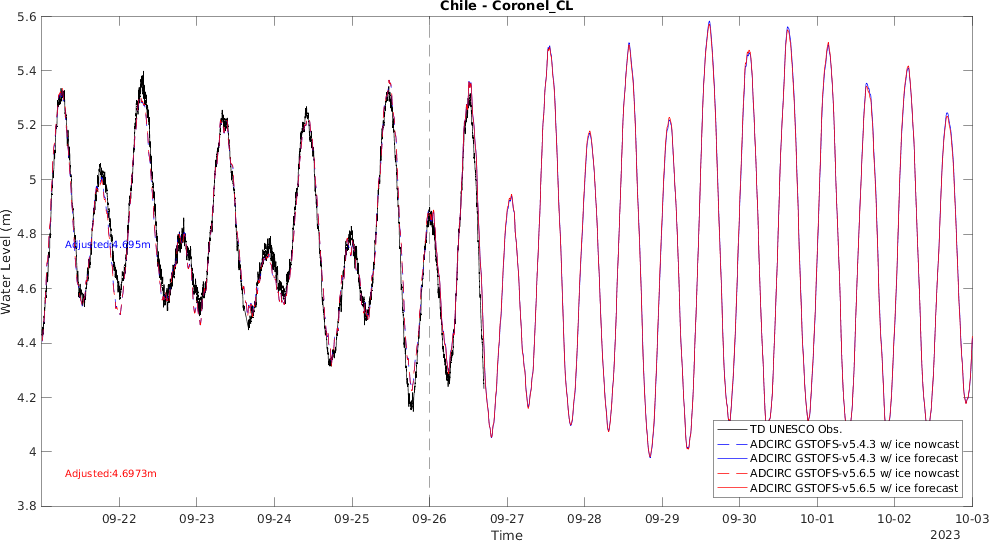 Chile - Coronel_CL
5.6
5.4
5.2
5
4.8
4.6
4.4
4.2
4
3.8
Water Level (m)
Adjusted:4.695m
Adjusted:4.6973m
TD UNESCO Obs.
ADCIRC GSTOFS-v5.4.3 w/ ice nowcast
ADCIRC GSTOFS-v5.4.3 w/ ice forecast
ADCIRC GSTOFS-v5.6.5 w/ ice nowcast
ADCIRC GSTOFS-v5.6.5 w/ ice forecast
09-22 09-23 09-24 09-25 09-26 09-27 09-28 09-29 09-30 10-01 10-02 10-03
Time
2023